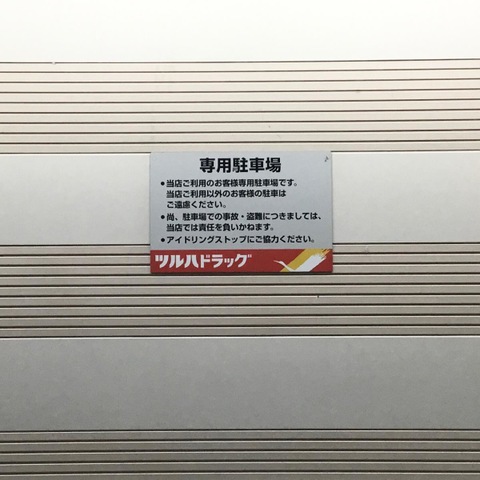 専用駐車場
●当店ご利用のお客様専用駐車場です。
当店ご利用以外のお客様の駐車は
ご遠慮ください。
●尚、駐車場での事故・盗難につきましては、
当店では責任を負いかねます。
●アイドリングストップにご協力ください。
ツルハドラッグ